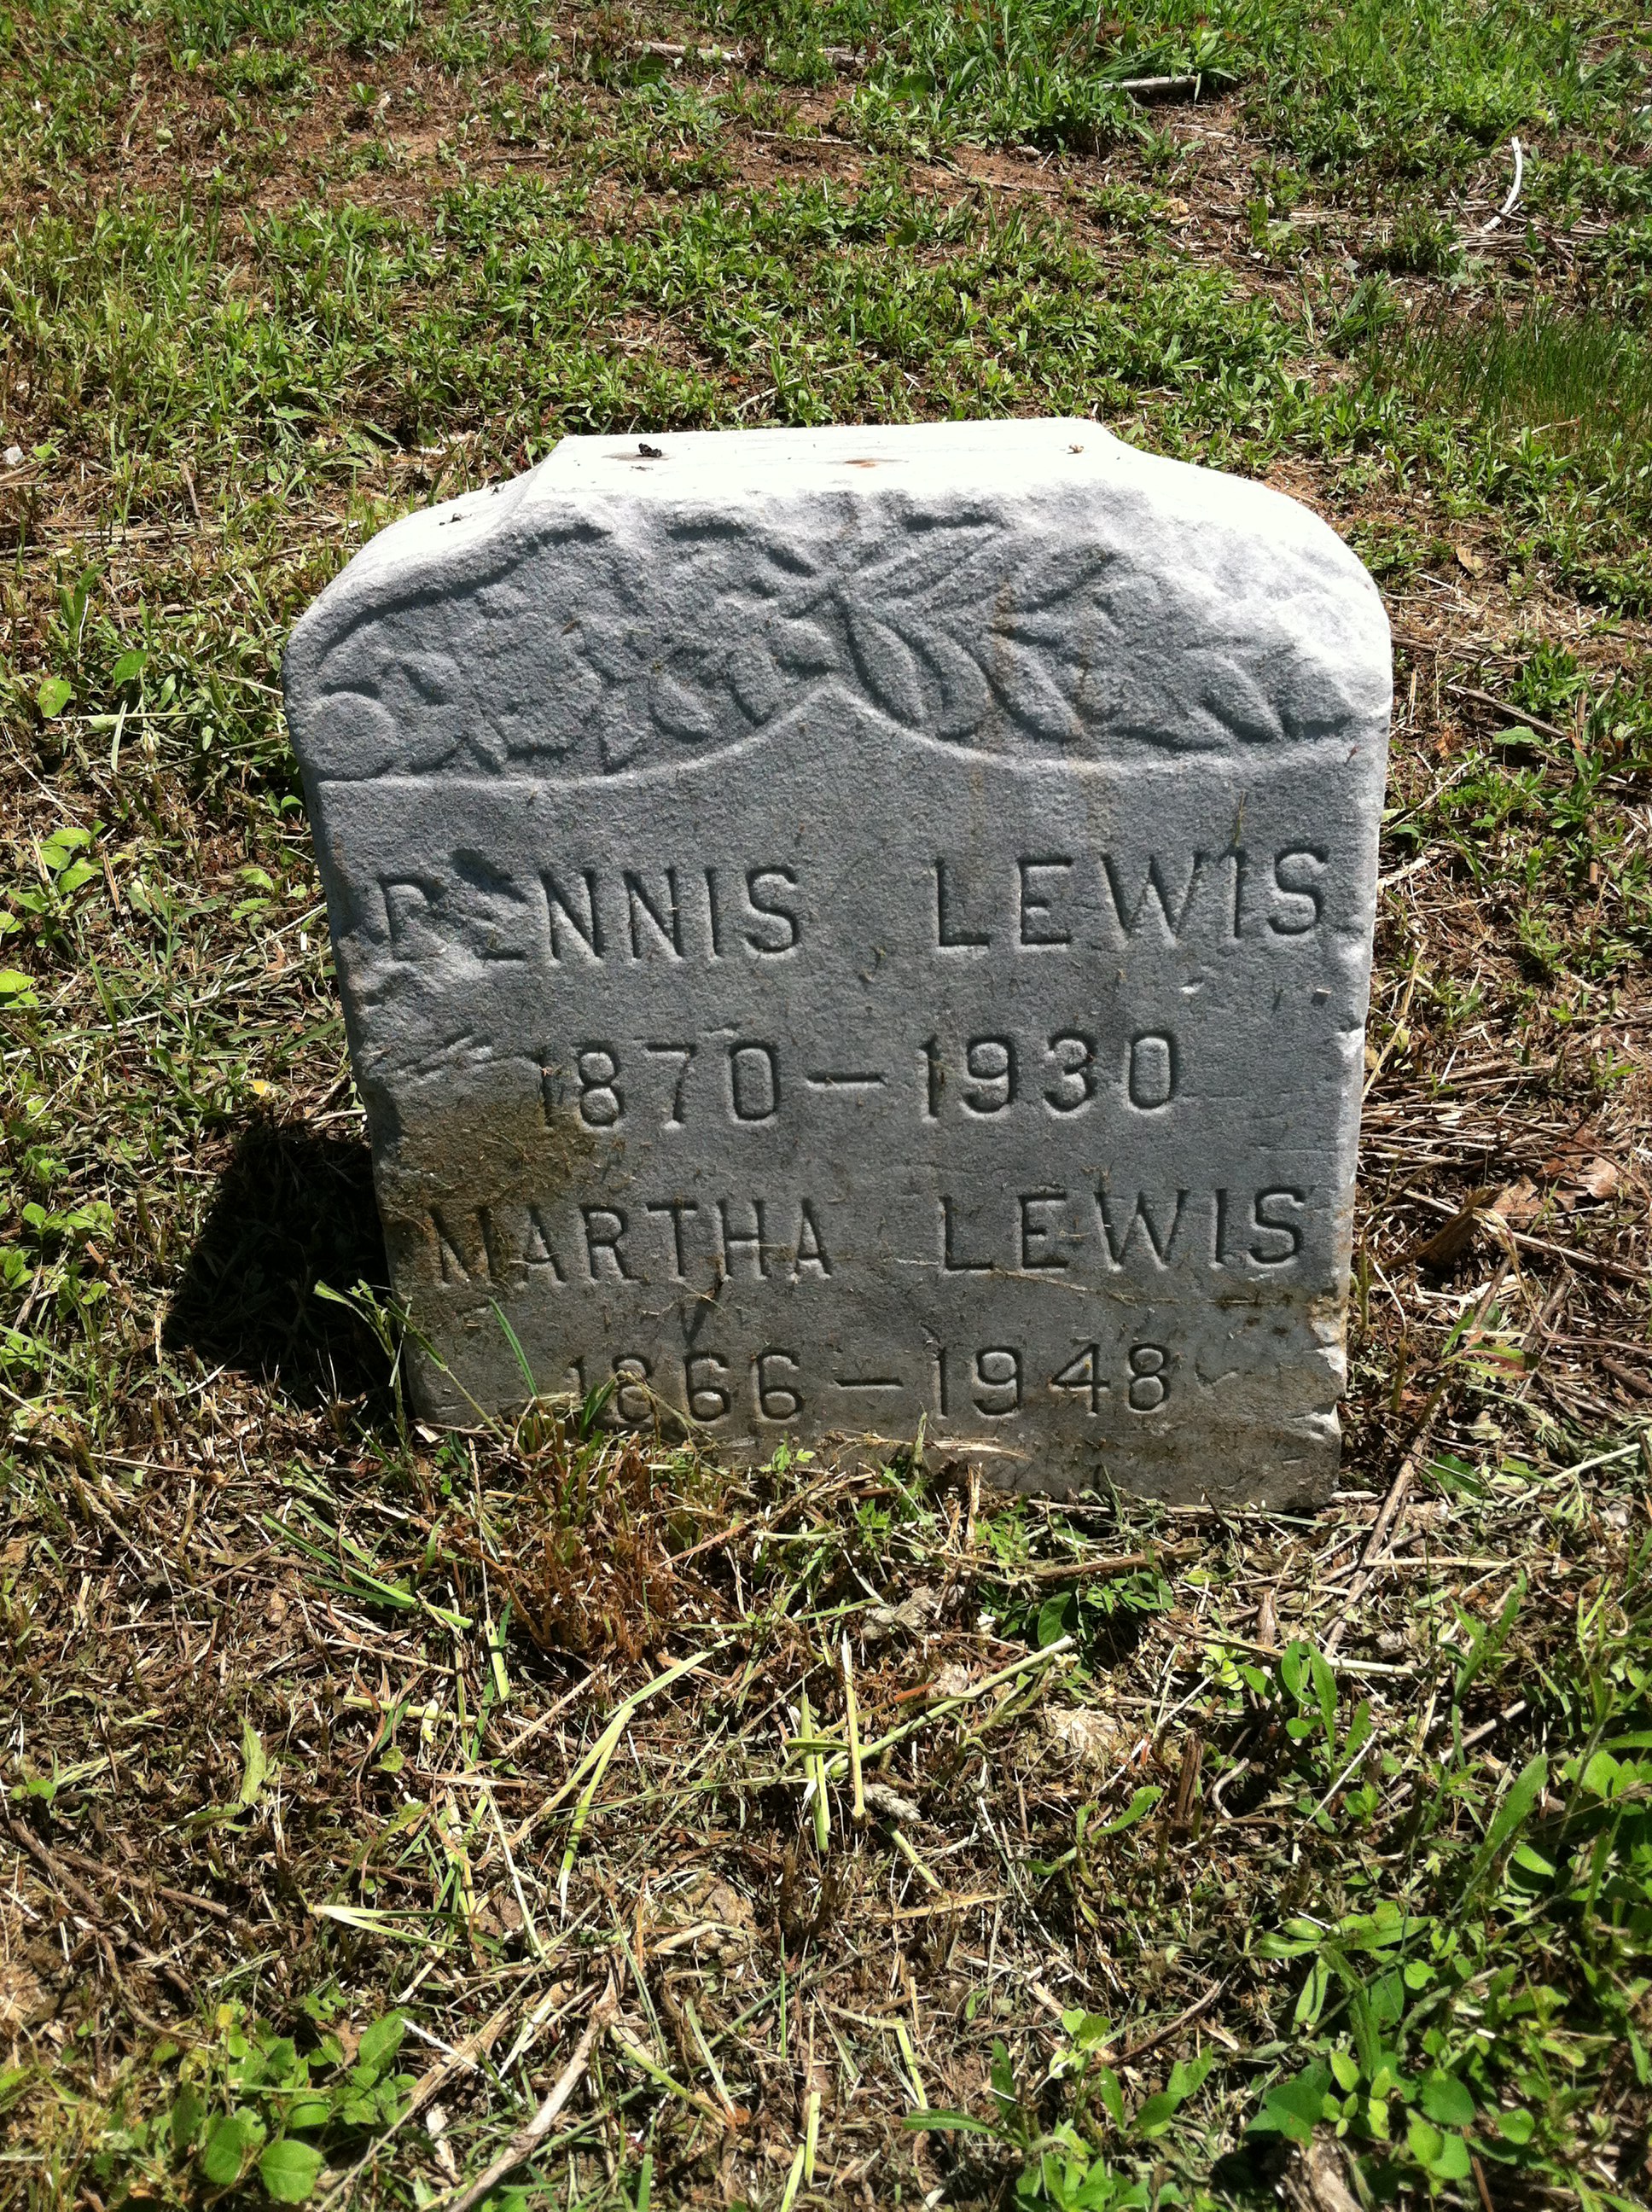 DENNIS LEWIS
1870 – 1930
MARTHA LEWIS
1866 – 1948